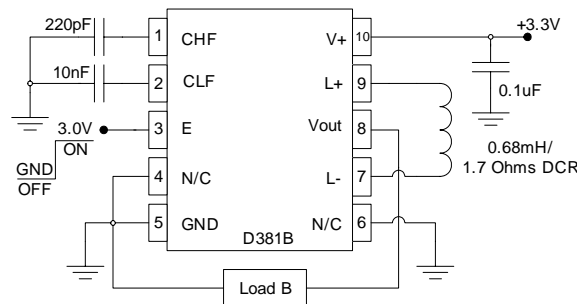 220pF
1
CHF
V+
10
+3.3V
10nF
2
CLF
L+
9
0.1uF
3.0V
ON
3
E
Vout
8
GND
OFF
0.68mH/
1.7 Ohms DCR
4
N/C
L-
7
5
GND
N/C
6
D381B
Load B